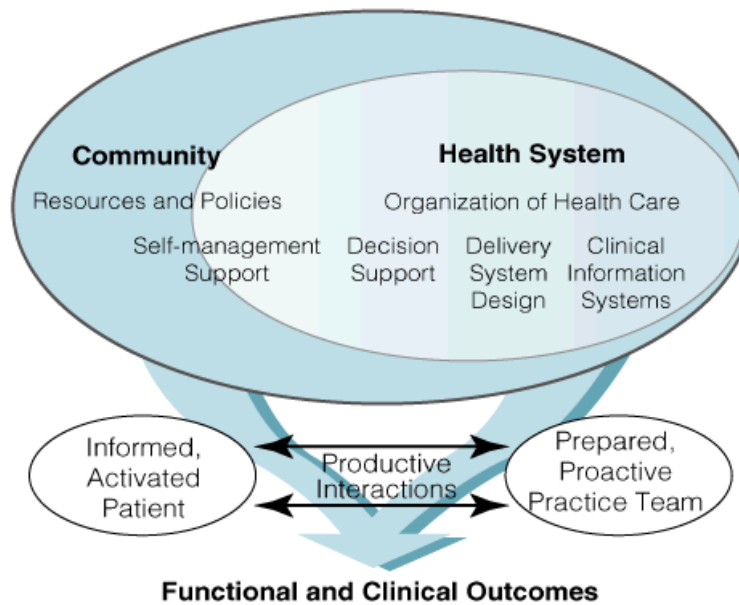 Community
Health System
Resources and Policies
Organization of Health Care
Self-management
Support
Decision
Support
Delivery
System
Design
Clinical
Information
Systems
Informed,
Activated
Patient
Productive
Interactions
Prepared,
Proactive
Practice Team
Functional and Clinical Outcomes